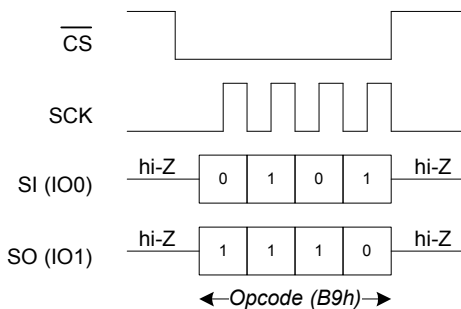 CS
SCK
hi-Z
SI (IO0)
0 1 0 1
hi-Z
hi-Z
SO (IO1)
1 1 1 0
hi-Z
Opcode (B9h)